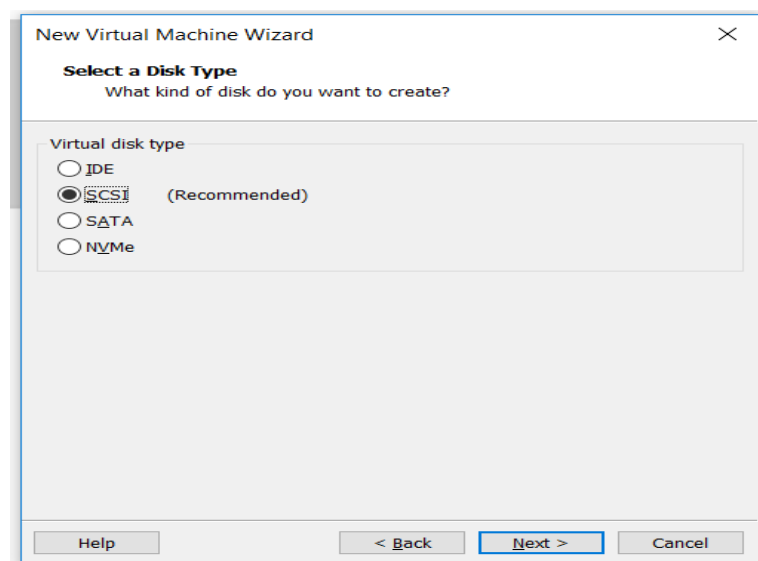 New Virtual Machine Wizard
Select a Disk Type
What kind of disk do you want to create?
Virtual disk type
IDE
SCSI (Recommended)
SATA
NVMe
Help < Back Next > Cancel